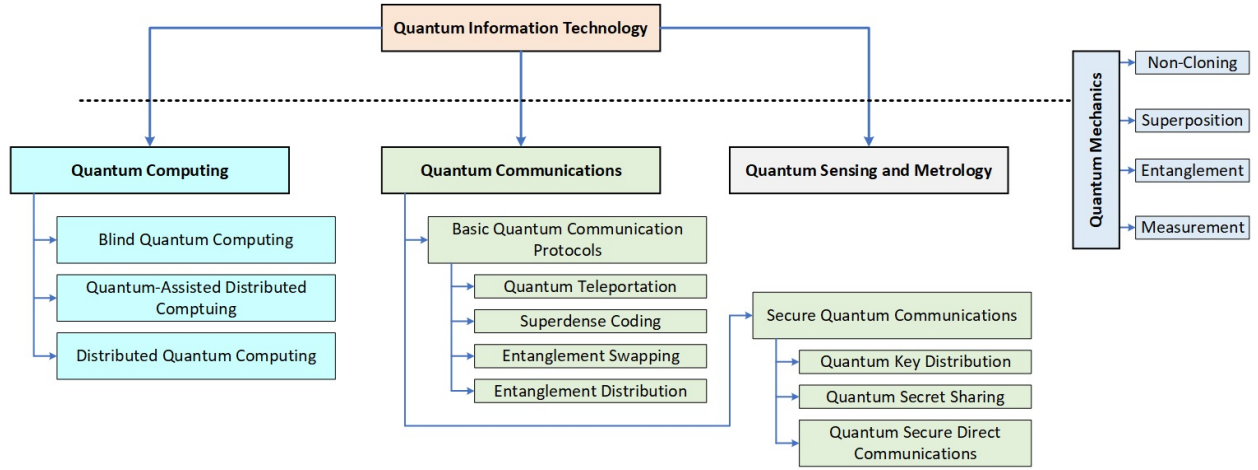 Quantum Information Technology
Quantum Mechanics
Non-Cloning
Superposition
Entanglement
Measurement
Quantum Computing
Blind Quantum Computing
Quantum-Assisted Distributed
Comptuing
Distributed Quantum Computing
Quantum Communications
Basic Quantum Communication
Protocols
Quantum Teleportation
Superdense Coding
Entanglement Swapping
Entanglement Distribution
Secure Quantum Communications
Quantum Key Distribution
Quantum Secret Sharing
Quantum Secure Direct
Communications
Quantum Sensing and Metrology